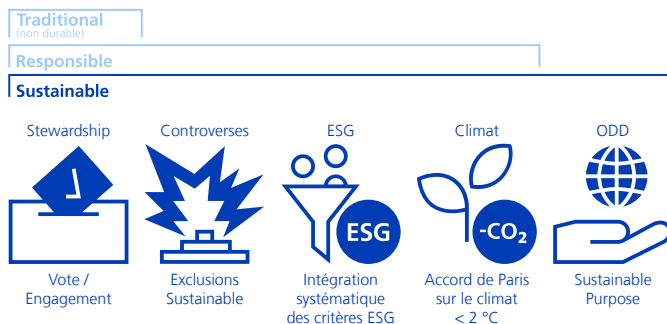 Traditional
(non durable)
Responsible
Sustainable
Stewardship
Controverses
ESG
Climat
ODD
ESG
-CO₂
Vote /
Engagement
Exclusions
Sustainable
Intégration
systématique
des critères ESG
Accord de Paris
sur le climat
< 2 °C
Sustainable
Purpose